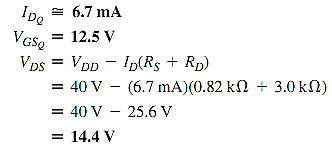 I_{D_Q} ≅ 6.7 mA
V_{GS_Q} = 12.5 V
V_{DS} = V_{DD} − I_D(R_S + R_D)
= 40 V − (6.7 mA)(0.82 kΩ + 3.0 kΩ)
= 40 V − 25.6 V
= 14.4 V